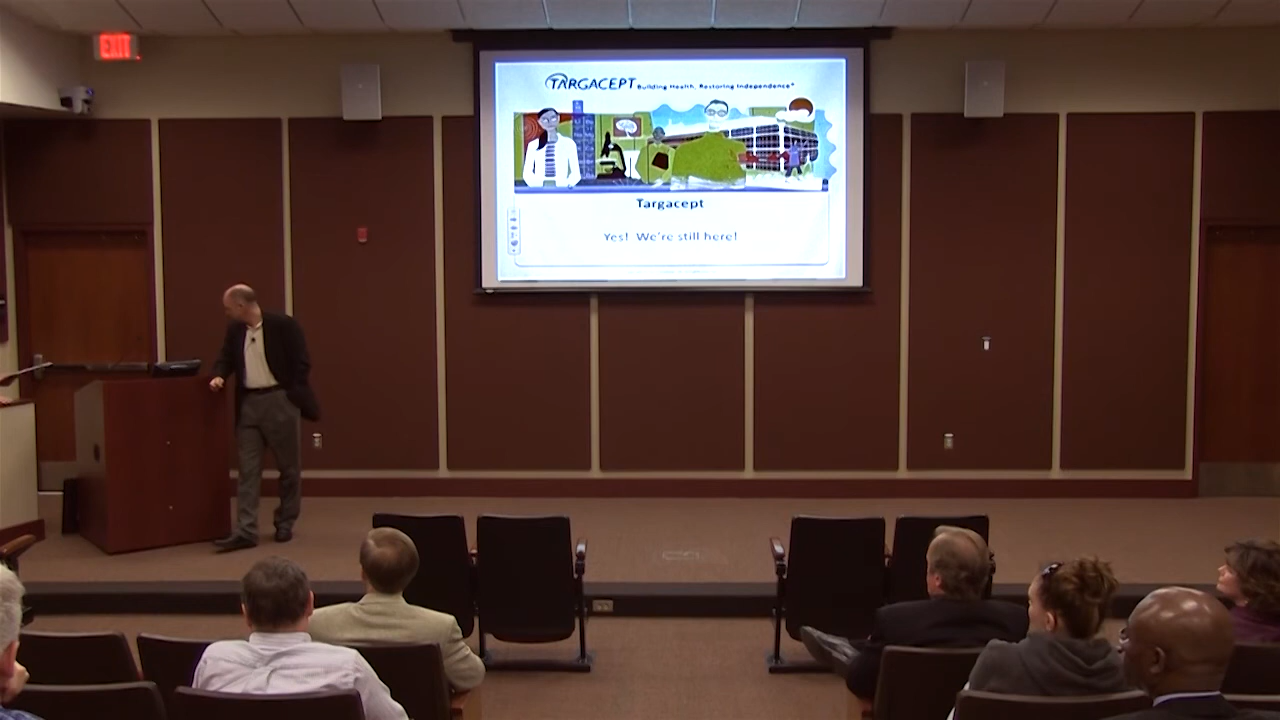 EXIT
TARGACEPT Building Health, Restoring Independence®
Targacept
Yes! We're still here!